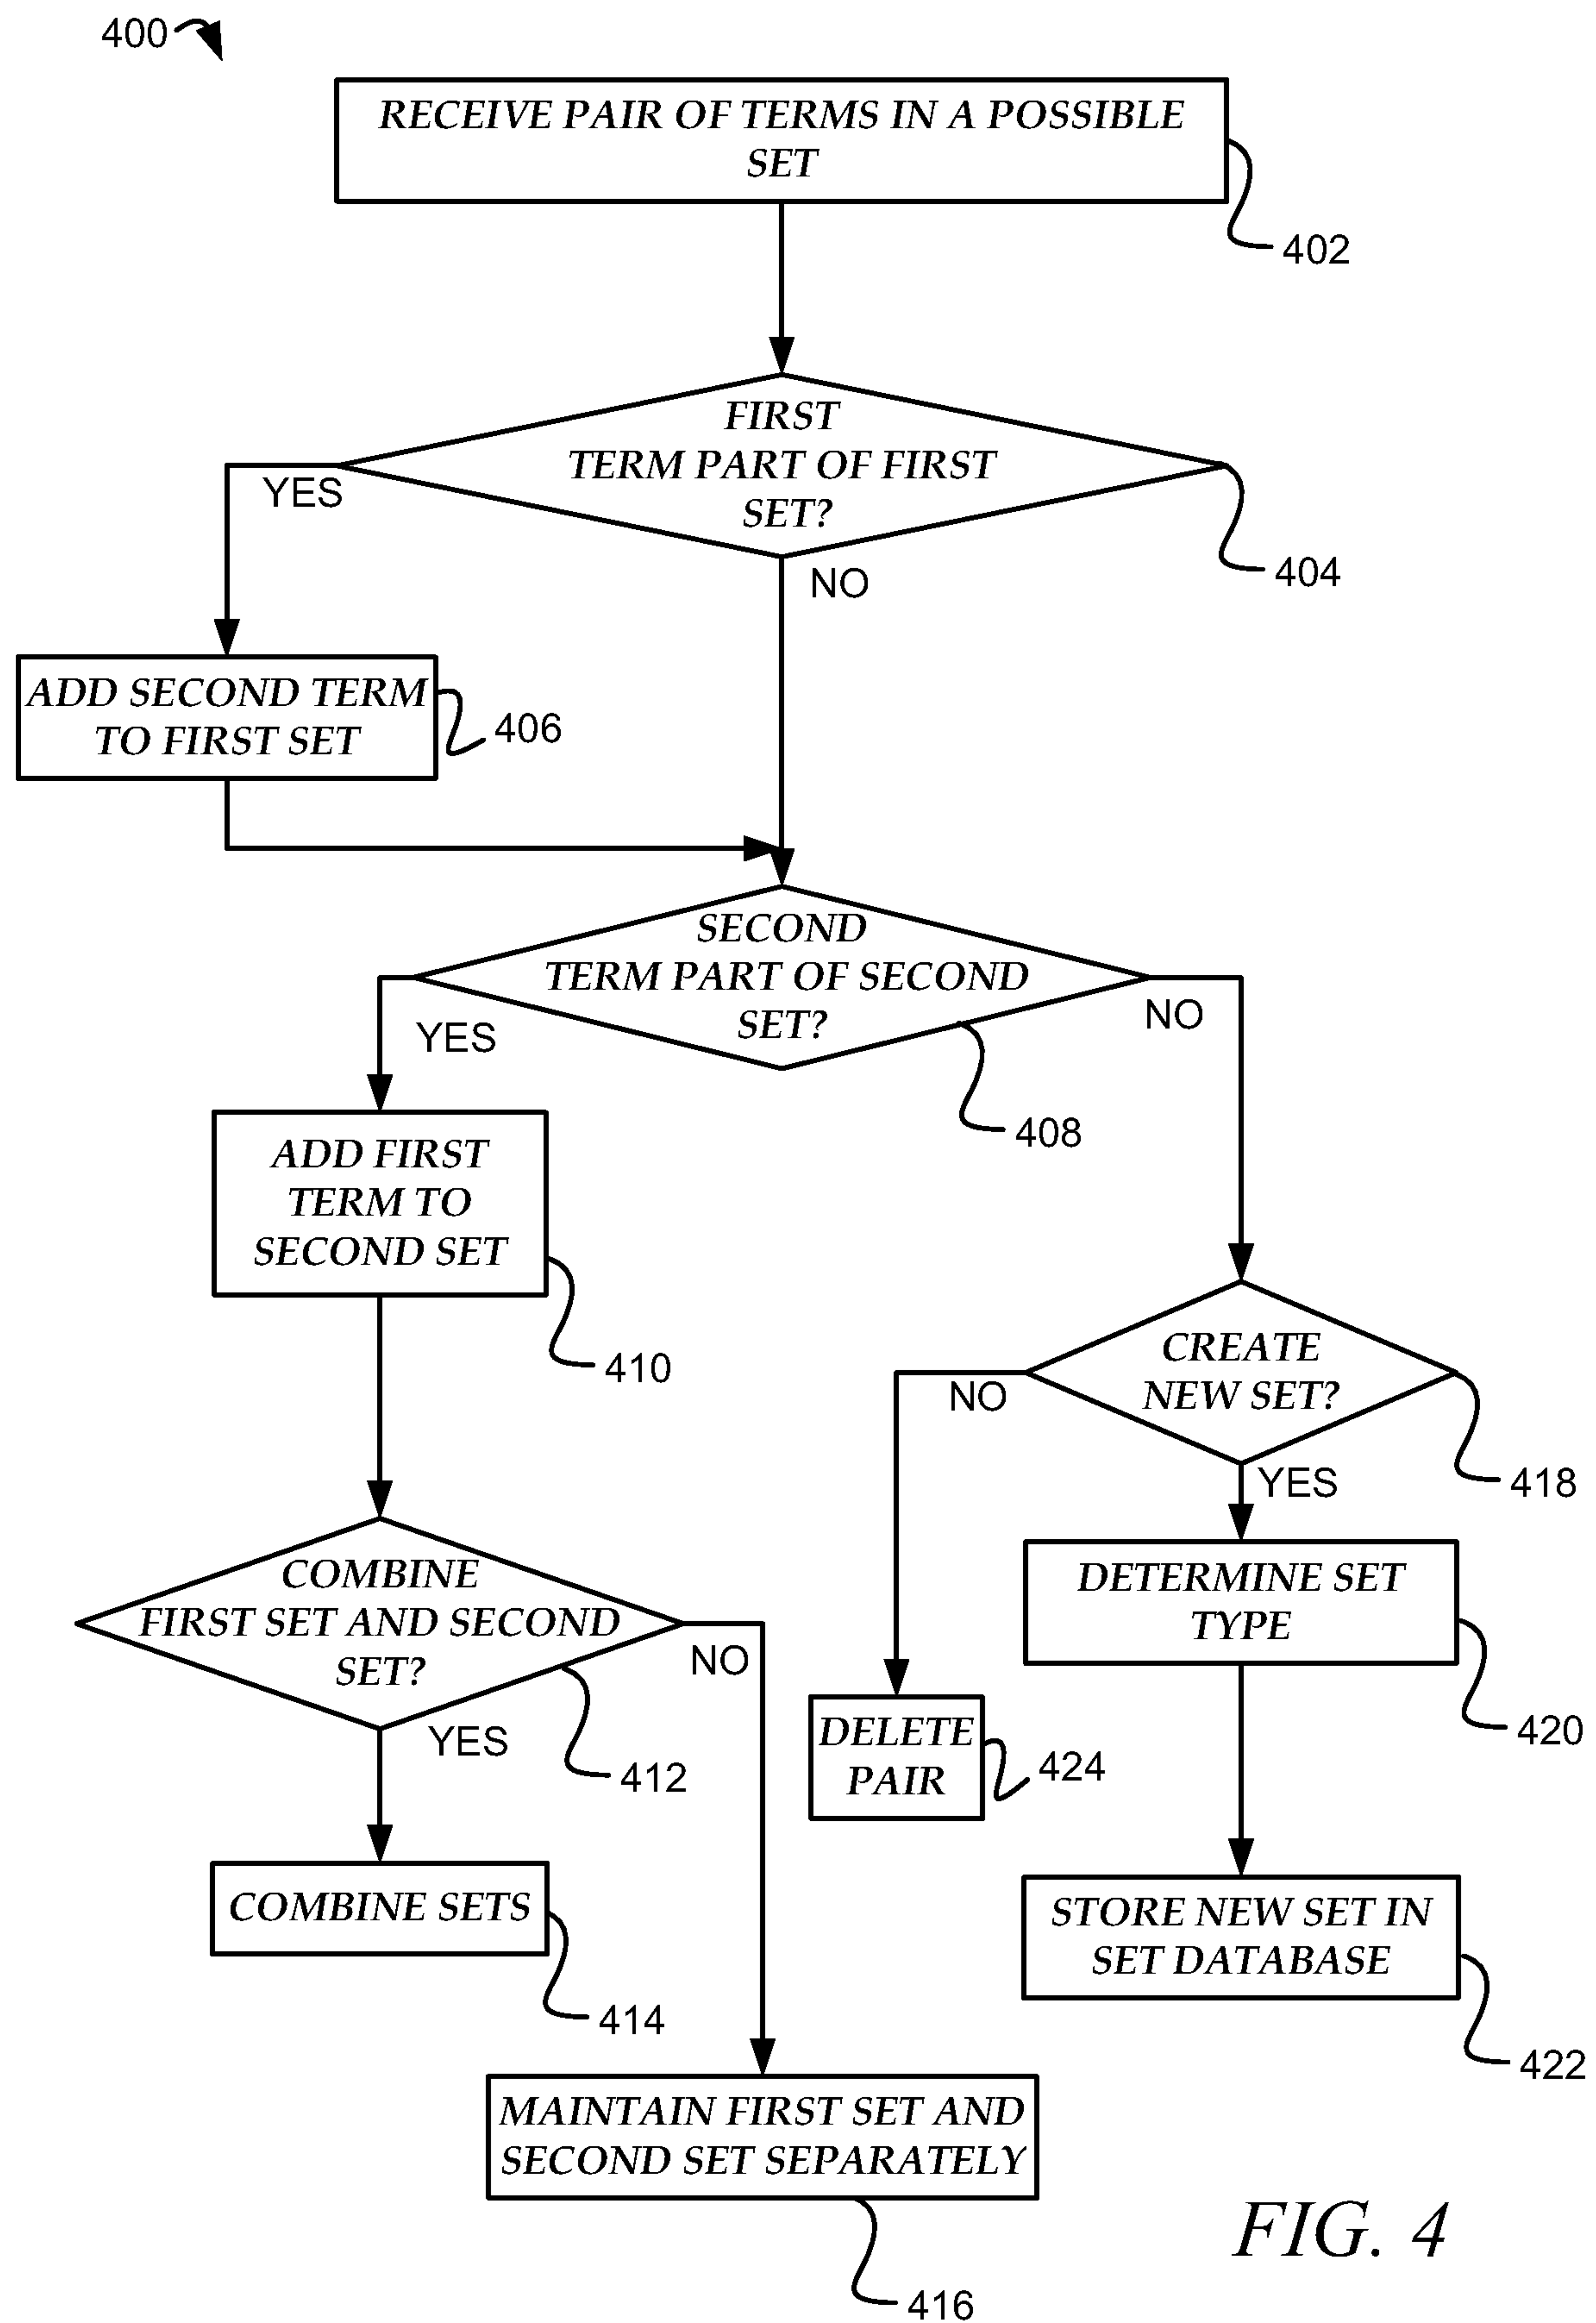 400
RECEIVE PAIR OF TERMS IN A POSSIBLE
SET
402
FIRST
TERM PART OF FIRST
SET?
YES
NO
404
ADD SECOND TERM
TO FIRST SET
406
SECOND
TERM PART OF SECOND
SET?
YES
NO
408
ADD FIRST
TERM TO
SECOND SET
410
CREATE
NEW SET?
NO
YES
418
COMBINE
FIRST SET AND SECOND
SET?
NO
YES
412
DETERMINE SET
TYPE
420
DELETE
PAIR
424
COMBINE SETS
414
STORE NEW SET IN
SET DATABASE
422
MAINTAIN FIRST SET AND
SECOND SET SEPARATELY
416
FIG. 4